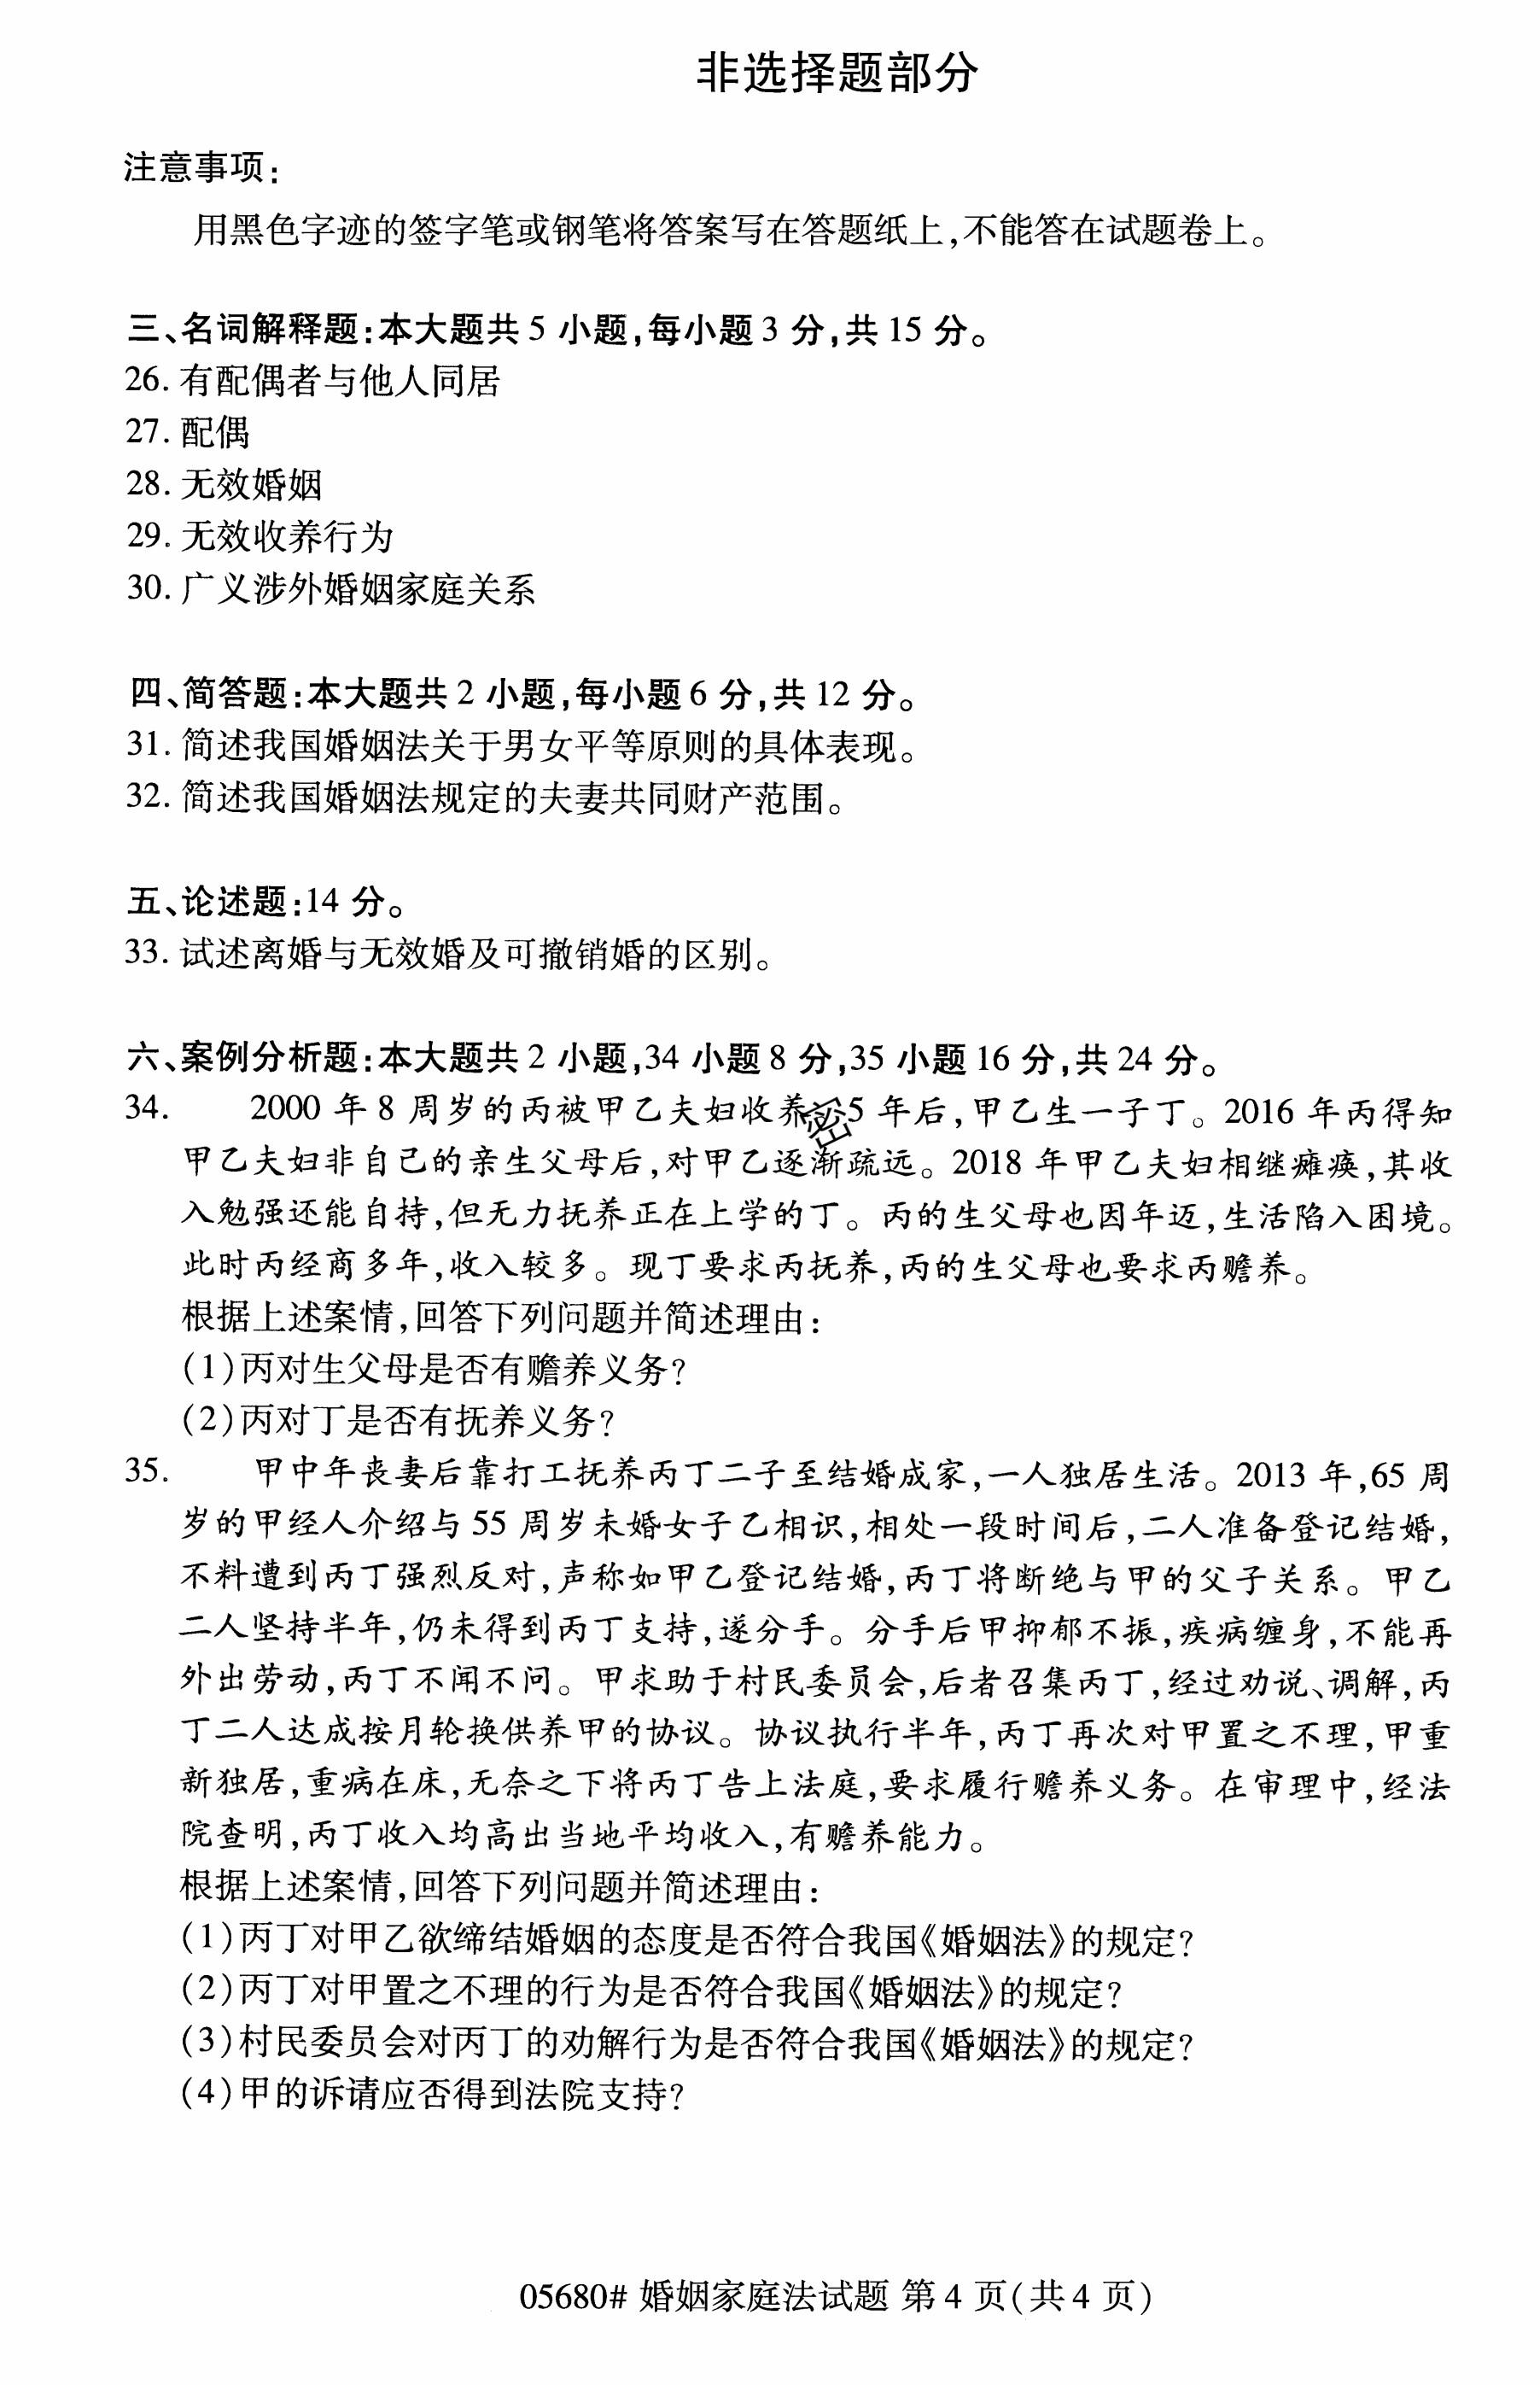 非选择题部分
注意事项:
用黑色字迹的签字笔或钢笔将答案写在答题纸上,不能答在试题卷上。
三、名词解释题:本大题共5 小题,每小题3 分,共15 分。
26. 有配偶者与他人同居
27. 配偶
28. 无效婚姻
29. 无效收养行为
30. 广义涉外婚姻家庭关系
四、简答题:本大题共2 小题,每小题6 分,共12 分。
31. 简述我国婚姻法关于男女平等原则的具体表现。
32. 简述我国婚姻法规定的夫妻共同财产范围。
五、论述题:14 分。
33. 试述离婚与无效婚及可撤销婚的区别。
六、案例分析题:本大题共2 小题,34 小题8 分,35 小题16 分,共24 分。
34. 2000 年 8 周岁的丙被甲乙夫妇收养密5 年后,甲乙生一子丁。2016 年丙得知
甲乙夫妇非自己的亲生父母后,对甲乙逐渐疏远。2018 年甲乙夫妇相继瘫痪,其收
入勉强还能自持,但无力抚养正在上学的丁。丙的生父母也因年迈,生活陷入困境。
此时丙经商多年,收入较多。现丁要求丙抚养,丙的生父母也要求丙赡养。
根据上述案情,回答下列问题并简述理由:
(1)丙对生父母是否有赡养义务?
(2)丙对丁是否有抚养义务?
35. 甲中年丧妻后靠打工抚养丙丁二子至结婚成家,一人独居生活。2013 年,65 周
岁的甲经人介绍与 55 周岁未婚女子乙相识,相处一段时间后,二人准备登记结婚,
不料遭到丙丁强烈反对,声称如甲乙登记结婚,丙丁将断绝与甲的父子关系。甲乙
二人坚持半年,仍未得到丙丁支持,遂分手。分手后甲抑郁不振,疾病缠身,不能再
外出劳动,丙丁不闻不问。甲求助于村民委员会,后者召集丙丁,经过劝说、调解,丙
丁二人达成按月轮换供养甲的协议。协议执行半年,丙丁再次对甲置之不理,甲重
新独居,重病在床,无奈之下将丙丁告上法庭,要求履行赡养义务。在审理中,经法
院查明,丙丁收入均高出当地平均收入,有赡养能力。
根据上述案情,回答下列问题并简述理由:
(1)丙丁对甲乙欲缔结婚姻的态度是否符合我国《婚姻法》的规定?
(2)丙丁对甲置之不理的行为是否符合我国《婚姻法》的规定?
(3)村民委员会对丙丁的劝解行为是否符合我国《婚姻法》的规定?
(4)甲的诉请应否得到法院支持?
05680# 婚姻家庭法试题 第 4 页(共 4 页)